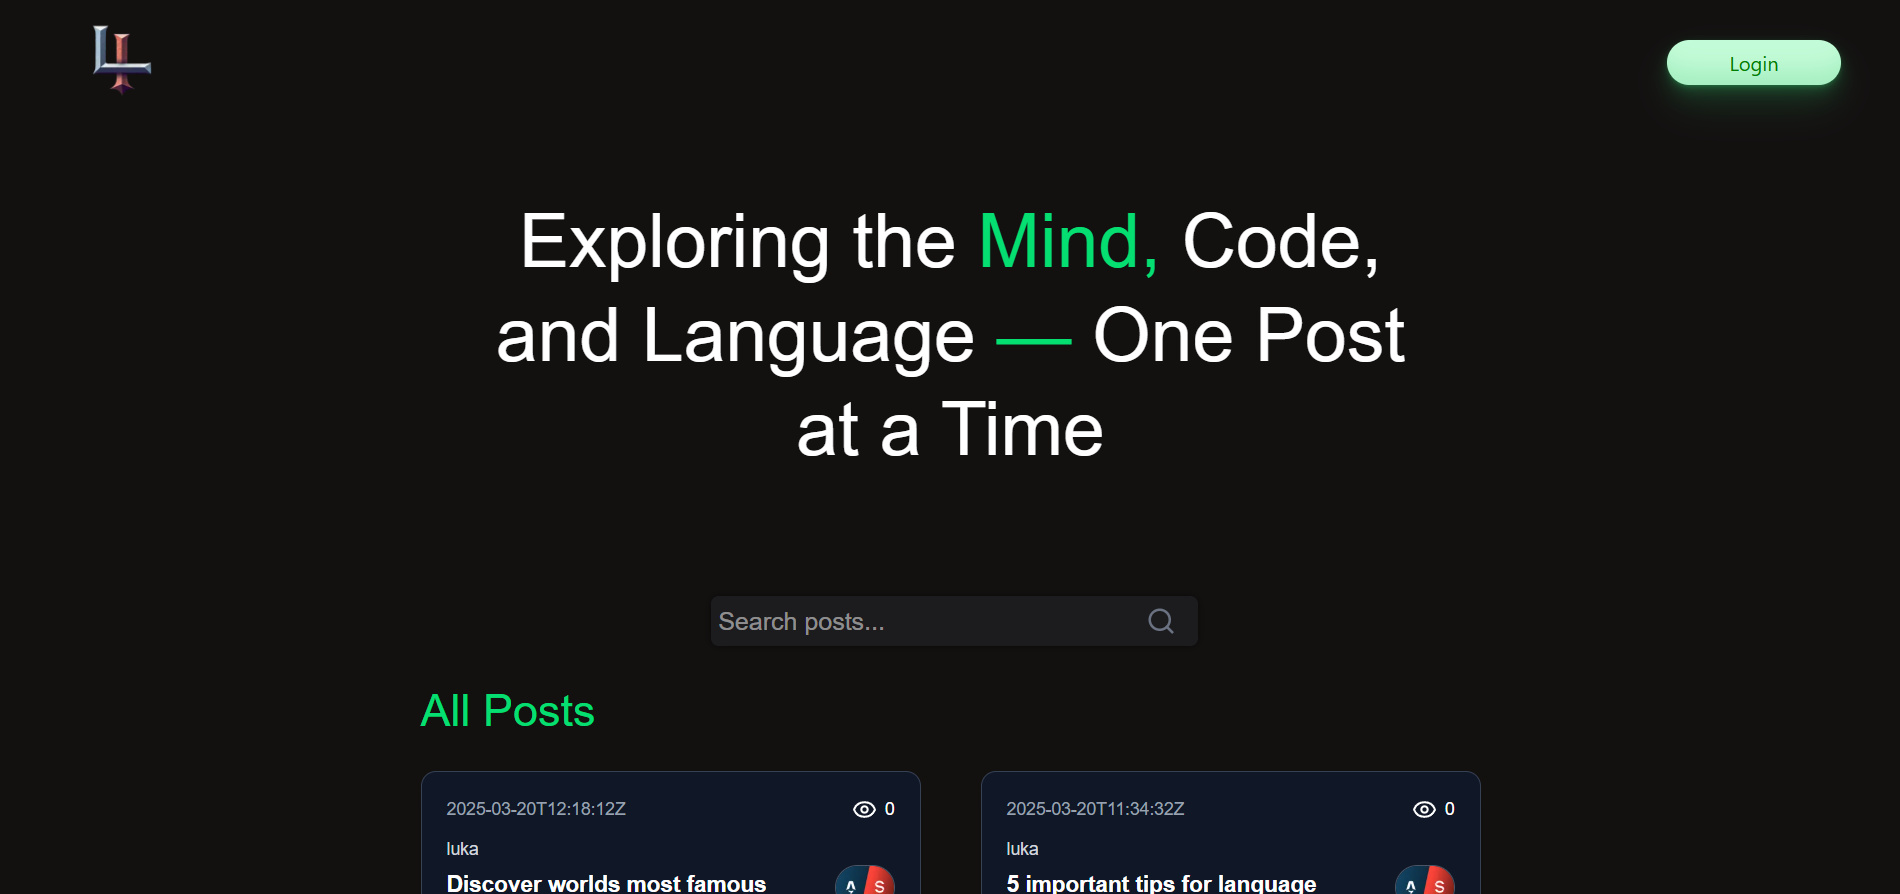 Login
Exploring the Mind, Code,
and Language — One Post
at a Time
Search posts...
All Posts
2025-03-20T12:18:12Z 0
luka
Discover worlds most famous
A S
2025-03-20T11:34:32Z 0
luka
5 important tips for language
A S